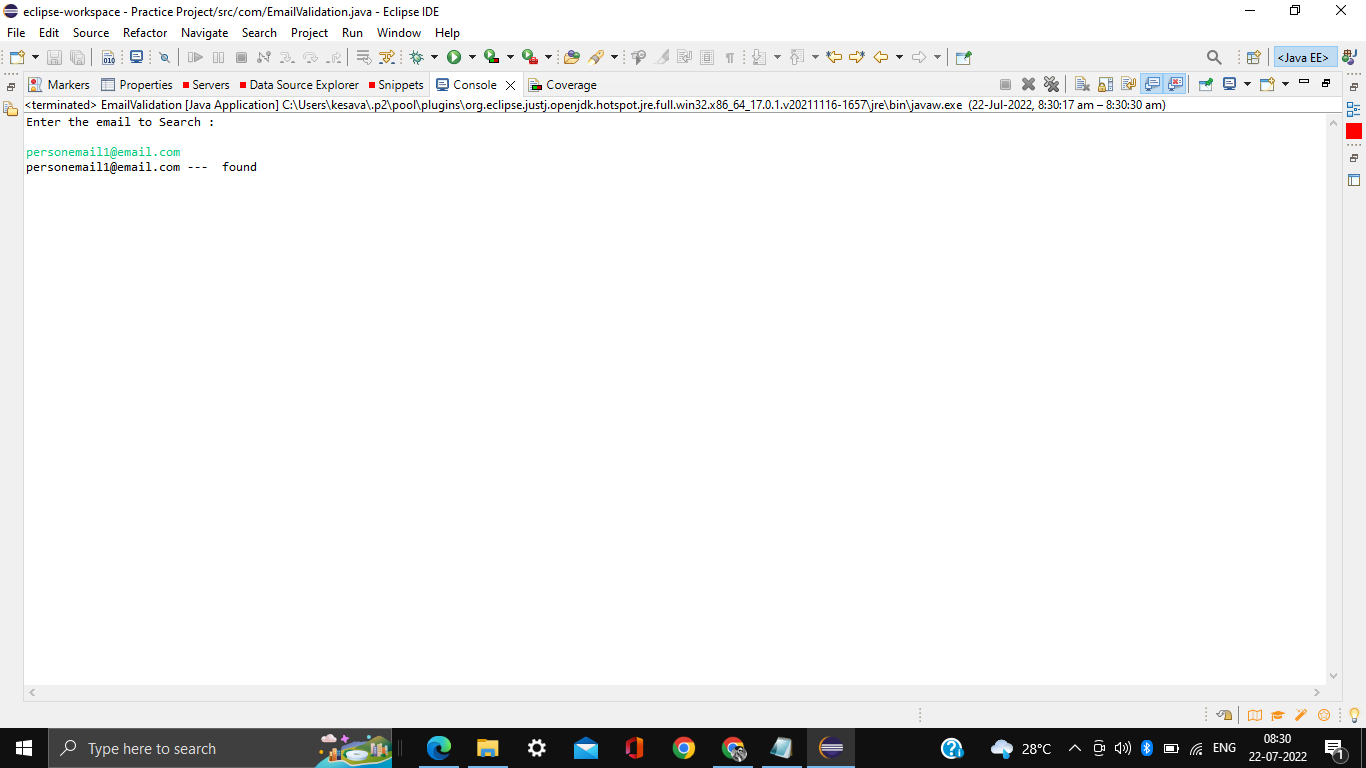 eclipse-workspace - Practice Project/src/com/EmailValidation.java - Eclipse IDE
File Edit Source Refactor Navigate Search Project Run Window Help
<Java EE>
Markers Properties Servers Data Source Explorer Snippets Console Coverage
<terminated> EmailValidation [Java Application] C:\Users\kesava\.p2\pool\plugins\org.eclipse.justj.openjdk.hotspot.jre.full.win32.x86_64_17.0.1.v20211116-1657\jre\bin\javaw.exe (22-Jul-2022, 8:30:17 am – 8:30:30 am)
Enter the email to Search :
personemail1@email.com
personemail1@email.com ---  found
Type here to search
28°C
ENG
08:30
22-07-2022
1